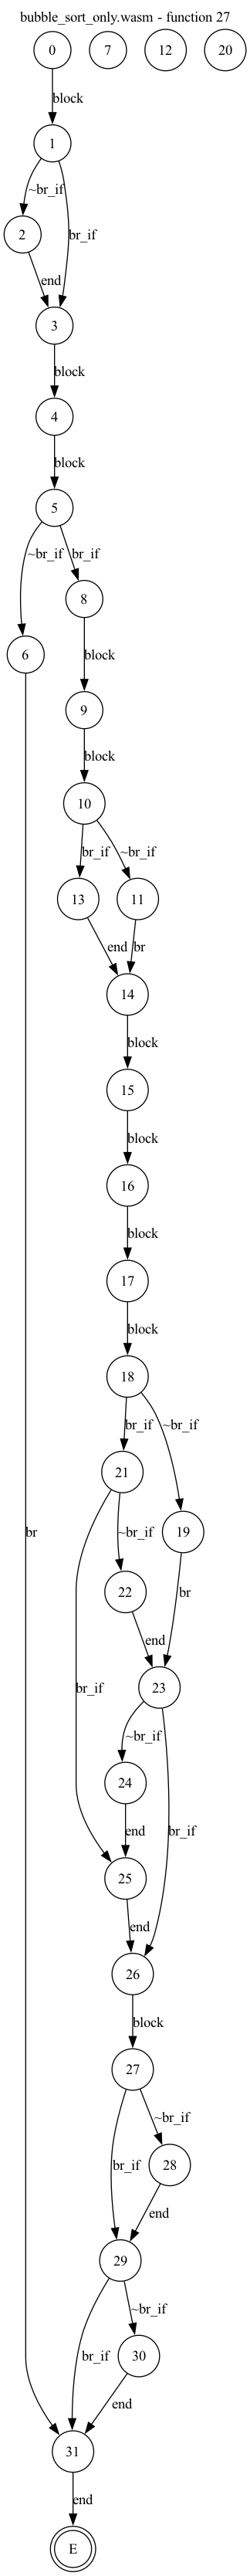 bubble_sort_only.wasm - function 27
0 7 12 20
block
1
~br_if
2 br_if
end
3
block
4
block
5
~br_if br_if
8
6 block
9
block
10
br_if ~br_if
13 11
end br
14
block
15
block
16
block
17
block
18
br_if ~br_if
21
~br_if 19
br
22 br
end
br_if 23
~br_if
24
end br_if
25
end
26
block
27
~br_if
br_if 28
end
29
~br_if
br_if 30
end
31
end
E